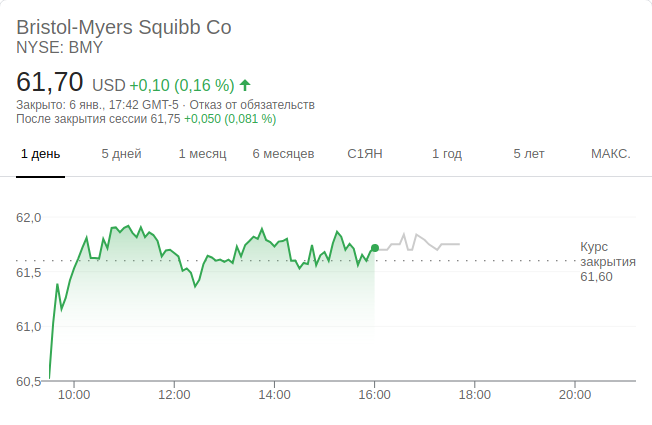 Bristol-Myers Squibb Co
NYSE: BMY
61,70 USD +0,10 (0,16 %)
Закрыто: 6 янв., 17:42 GMT-5 · Отказ от обязательств
После закрытия сессии 61,75 +0,050 (0,081 %)
1 день 5 дней 1 месяц 6 месяцев С1ЯН 1 год 5 лет МАКС.
62,0
61,5
61,0
60,5
Курс
закрытия
61,60
10:00 12:00 14:00 16:00 18:00 20:00